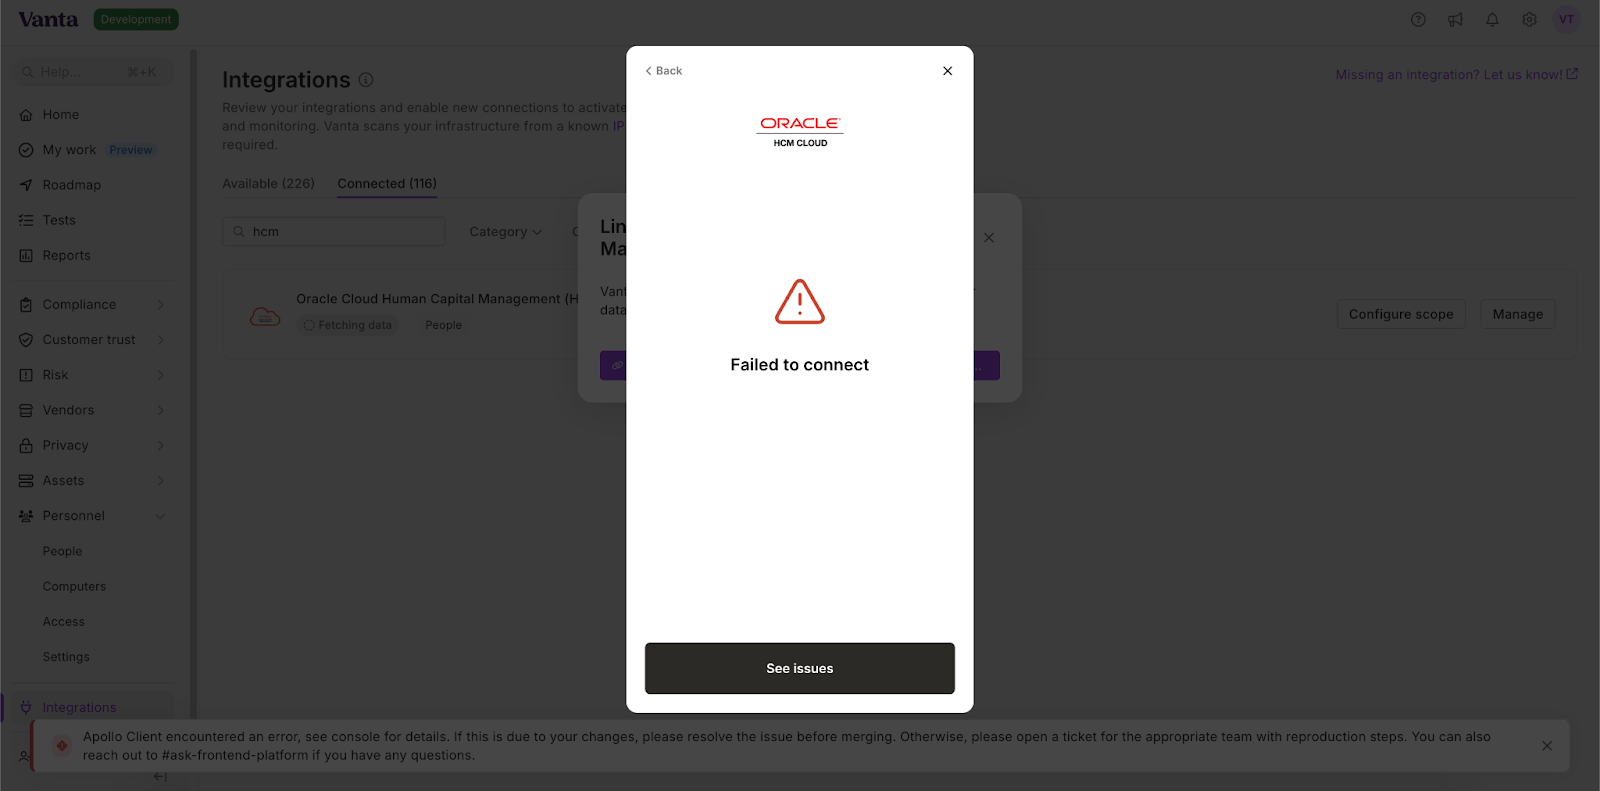 Vanta
Development
VT
Help...
⌘+K
Home
My work
Preview
Roadmap
Tests
Reports
Compliance
Customer trust
Risk
Vendors
Privacy
Assets
Personnel
People
Computers
Access
Settings
Integrations
Integrations
Missing an integration? Let us know!
Review your integrations and enable new connections to activate
and monitoring. Vanta scans your infrastructure from a known IP
required.
Available (226)
Connected (116)
hcm
Category
Oracle Cloud Human Capital Management (H
Fetching data
People
Configure scope
Manage
Lin
Ma
Vant
data
Back
ORACLE
HCM CLOUD
Failed to connect
See issues
Apollo Client encountered an error, see console for details. If this is due to your changes, please resolve the issue before merging. Otherwise, please open a ticket for the appropriate team with reproduction steps. You can also
reach out to #ask-frontend-platform if you have any questions.